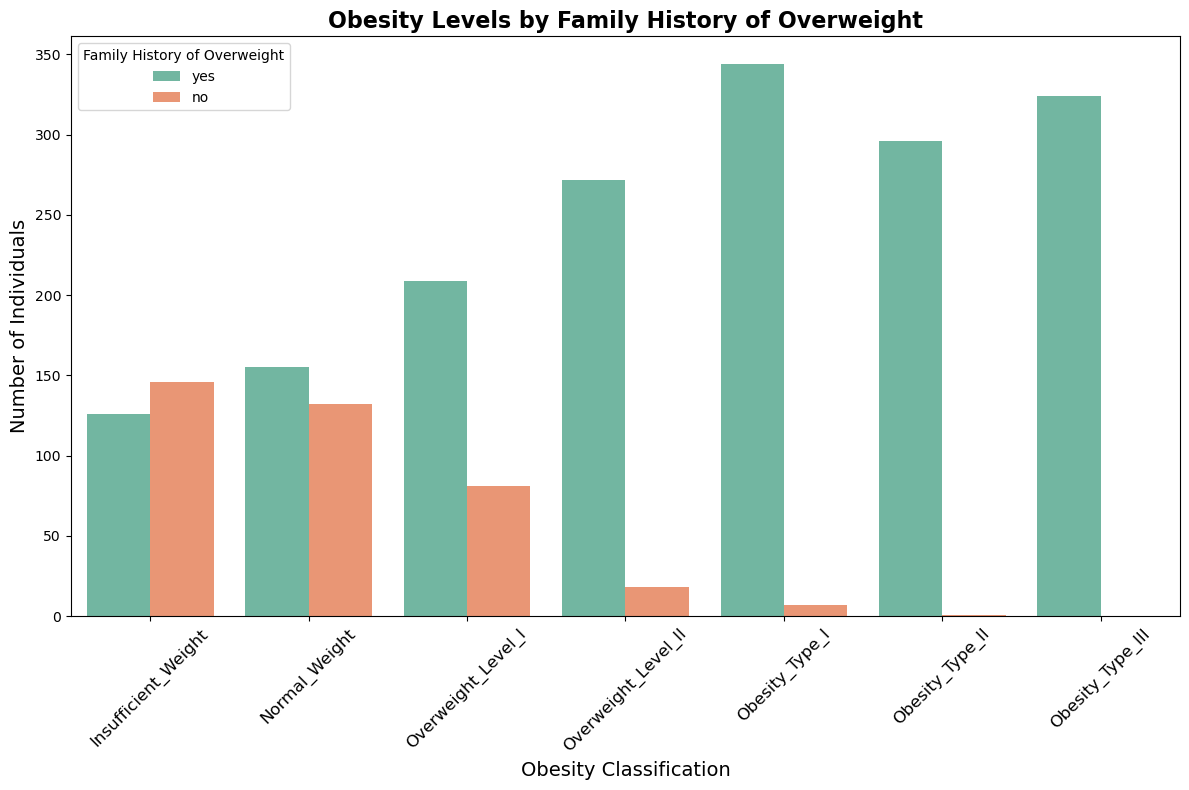 Obesity Levels by Family History of Overweight
Family History of Overweight
yes
no
Number of Individuals
350
300
250
200
150
100
50
0
Insufficient_Weight
Normal_Weight
Overweight_Level_I
Overweight_Level_II
Obesity_Type_I
Obesity_Type_II
Obesity_Type_III
Obesity Classification